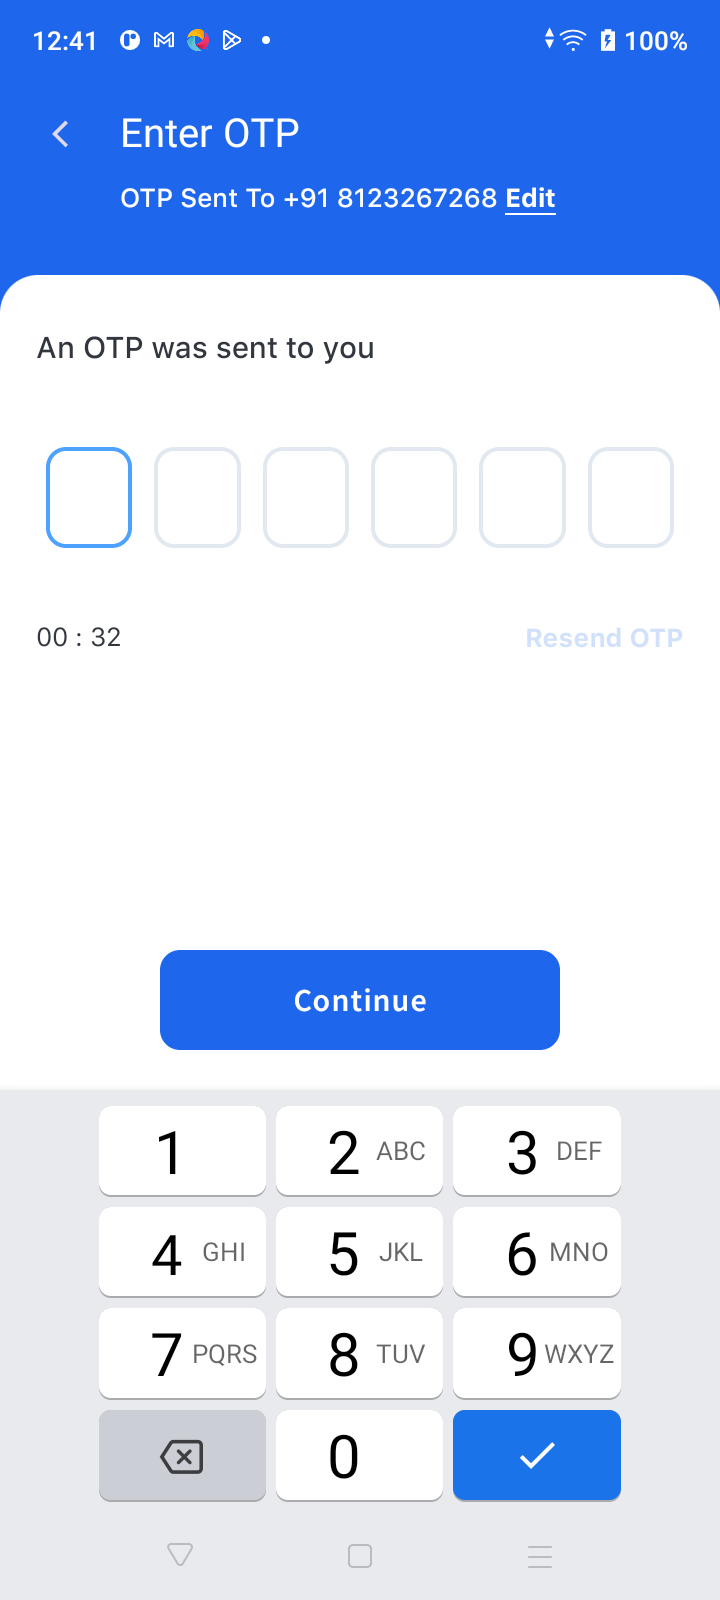 12:41
100%
Enter OTP
OTP Sent To +91 8123267268 Edit
An OTP was sent to you
00 : 32
Resend OTP
Continue
1
2 ABC
3 DEF
4 GHI
5 JKL
6 MNO
7 PQRS
8 TUV
9 WXYZ
0